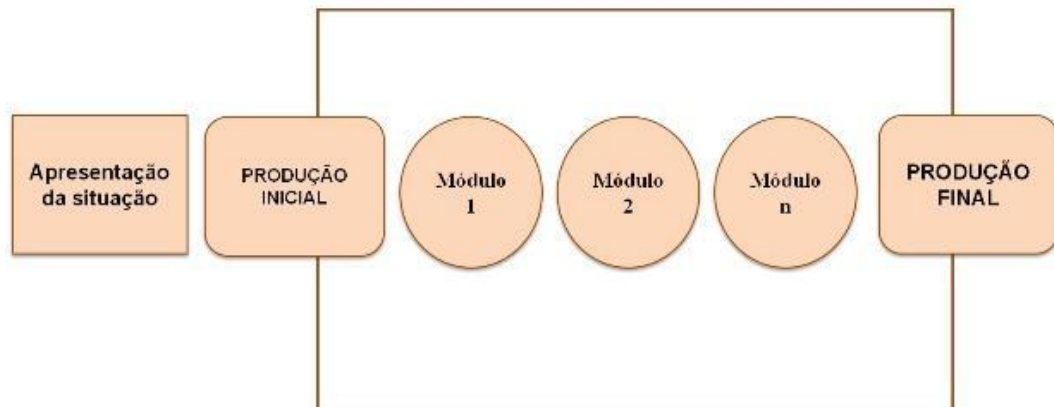 Apresentação
da situação
PRODUÇÃO
INICIAL
Módulo
1
Módulo
2
Módulo
n
PRODUÇÃO
FINAL